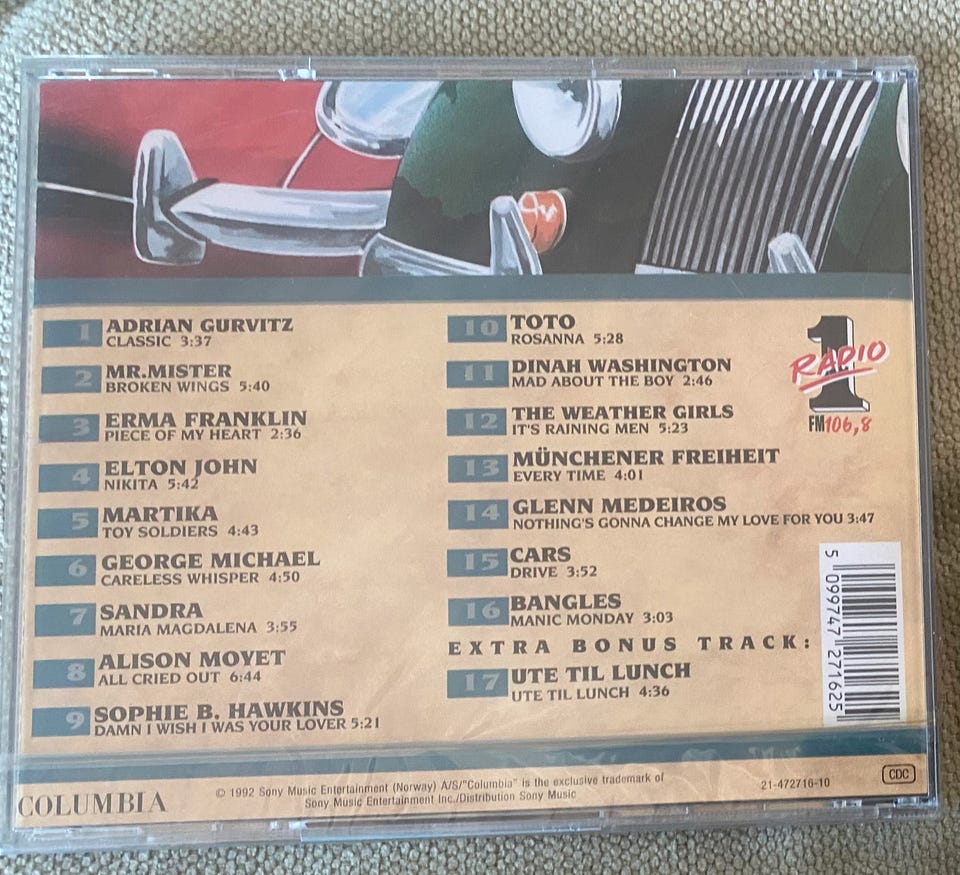 1 ADRIAN GURVITZ
CLASSIC 3:37
2 MR.MISTER
BROKEN WINGS 5:40
3 ERMA FRANKLIN
PIECE OF MY HEART 2:36
4 ELTON JOHN
NIKITA 5:42
5 MARTIKA
TOY SOLDIERS 4:43
6 GEORGE MICHAEL
CARELESS WHISPER 4:50
7 SANDRA
MARIA MAGDALENA 3:55
8 ALISON MOYET
ALL CRIED OUT 6:44
9 SOPHIE B. HAWKINS
DAMN I WISH I WAS YOUR LOVER 5:21
10 TOTO
ROSANNA 5:28
11 DINAH WASHINGTON
MAD ABOUT THE BOY 2:46
12 THE WEATHER GIRLS
IT'S RAINING MEN 5:23
13 MÜNCHENER FREIHEIT
EVERY TIME 4:01
14 GLENN MEDEIROS
NOTHING'S GONNA CHANGE MY LOVE FOR YOU 3:47
15 CARS
DRIVE 3:52
16 BANGLES
MANIC MONDAY 3:03
EXTRA BONUS TRACK:
17 UTE TIL LUNCH
UTE TIL LUNCH 4:36
RADIO
1
FM106,8
5 099747 271625
COLUMBIA
© 1992 Sony Music Entertainment (Norway) A/S/"Columbia" is the exclusive trademark of
Sony Music Entertainment Inc./Distribution Sony Music
21-472716-10
CDC